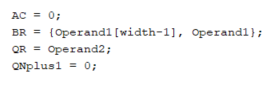 AC = 0;
BR = {Operand1[width-1], Operand1};
QR = Operand2;
QNplus1 = 0;